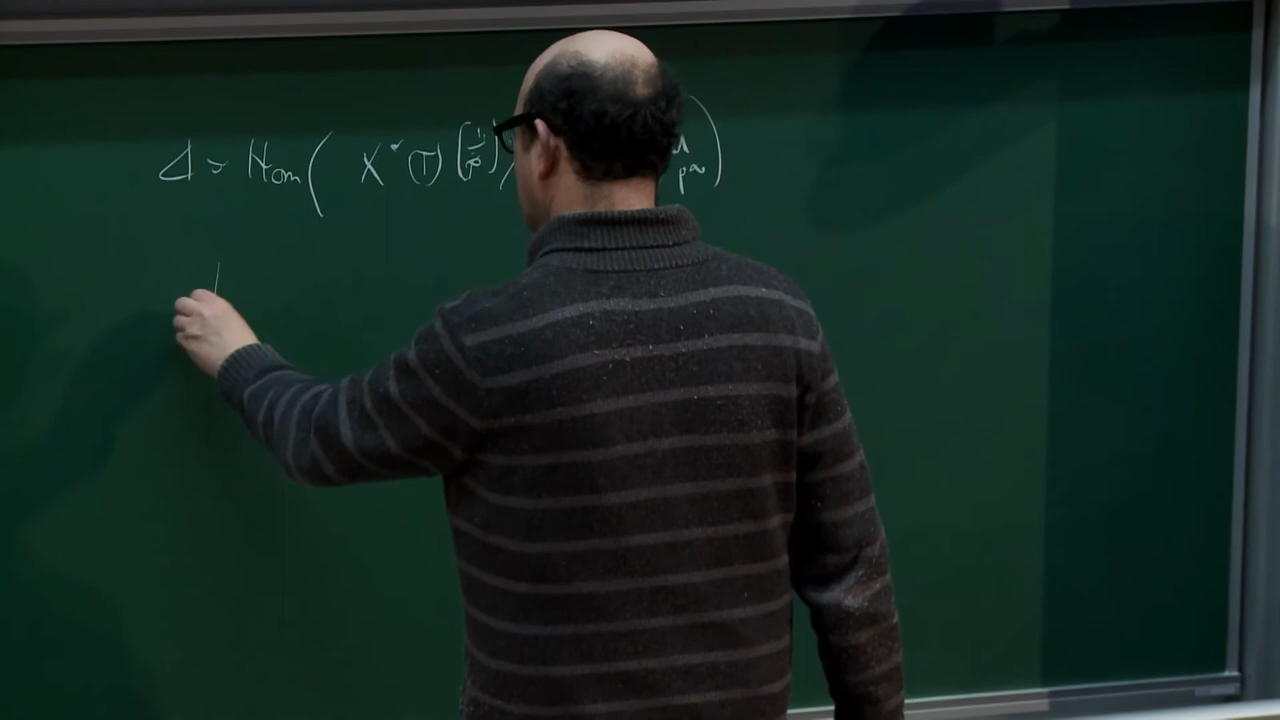 Δ ≃ Hom( X*(T) [1/p] / p∞ )